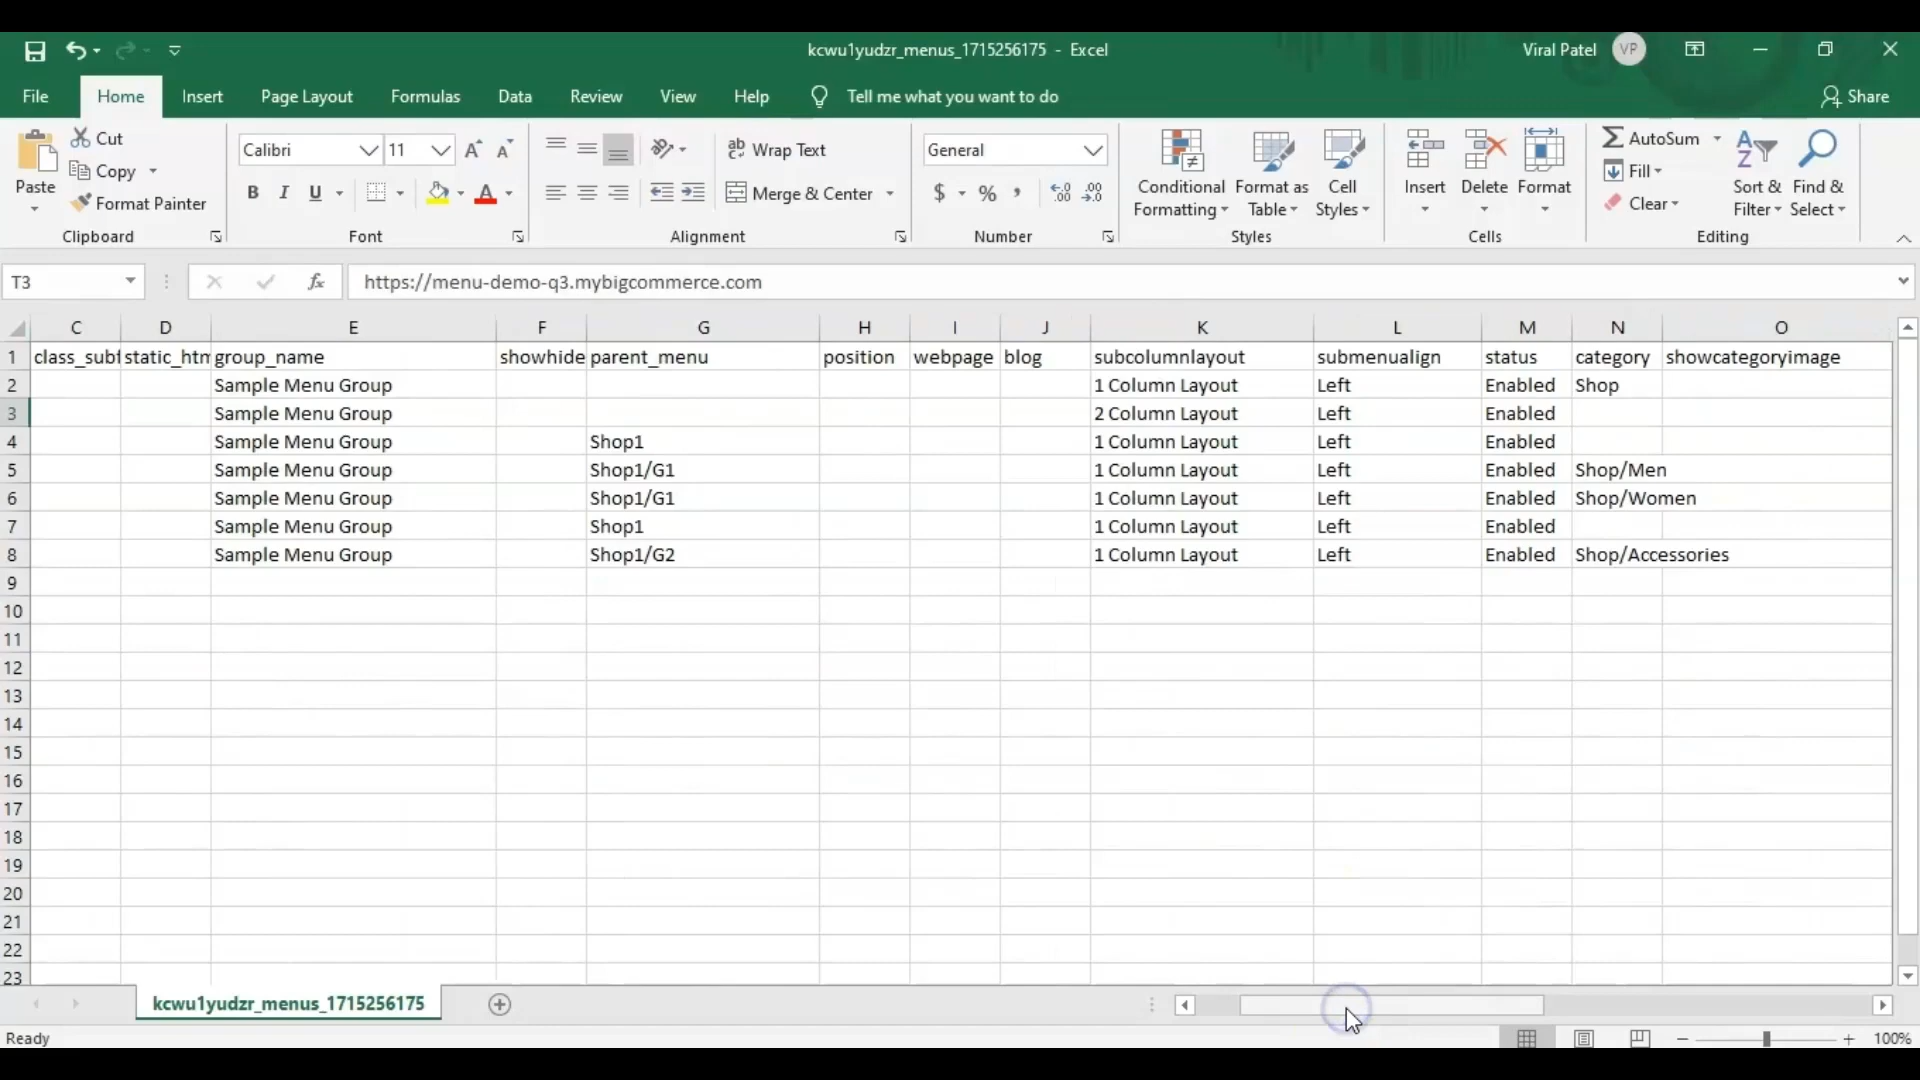 kcwu1yudzr_menus_1715256175 - Excel
Viral Patel VP
File Home Insert Page Layout Formulas Data Review View Help Tell me what you want to do Share
Paste Cut Copy Format Painter
Clipboard
Calibri 11
B I U A
Font
Wrap Text
Merge & Center
Alignment
General
$ % , .00 .00
Number
Conditional Formatting
Format as Table
Cell Styles
Styles
Insert Delete Format
Cells
AutoSum
Fill
Clear
Sort & Filter
Find & Select
Editing
T3 fx https://menu-demo-q3.mybigcommerce.com
C D E F G H I J K L M N O
1 class_subt static_htm group_name showhide parent_menu position webpage blog subcolumnlayout submenualign status category showcategoryimage
2 Sample Menu Group 1 Column Layout Left Enabled Shop
3 Sample Menu Group 2 Column Layout Left Enabled
4 Sample Menu Group Shop1 1 Column Layout Left Enabled
5 Sample Menu Group Shop1/G1 1 Column Layout Left Enabled Shop/Men
6 Sample Menu Group Shop1/G1 1 Column Layout Left Enabled Shop/Women
7 Sample Menu Group Shop1 1 Column Layout Left Enabled
8 Sample Menu Group Shop1/G2 1 Column Layout Left Enabled Shop/Accessories
9
10
11
12
13
14
15
16
17
18
19
20
21
22
23
kcwu1yudzr_menus_1715256175
Ready 100%